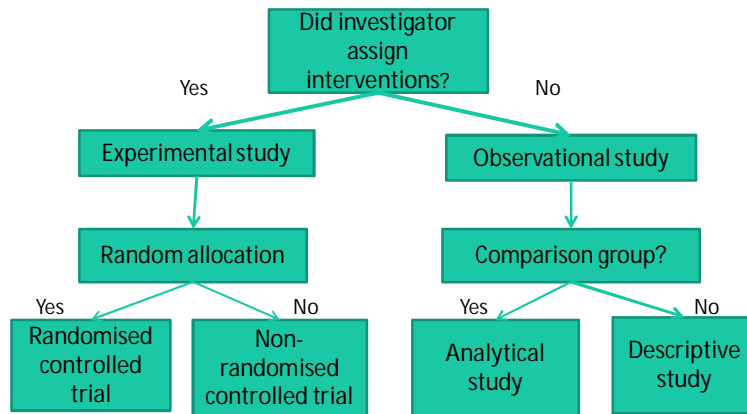 Did investigator
assign
interventions?
Yes
No
Experimental study
Observational study
Random allocation
Comparison group?
Yes
No
Yes
No
Randomised
controlled
trial
Non-
randomised
controlled trial
Analytical
study
Descriptive
study